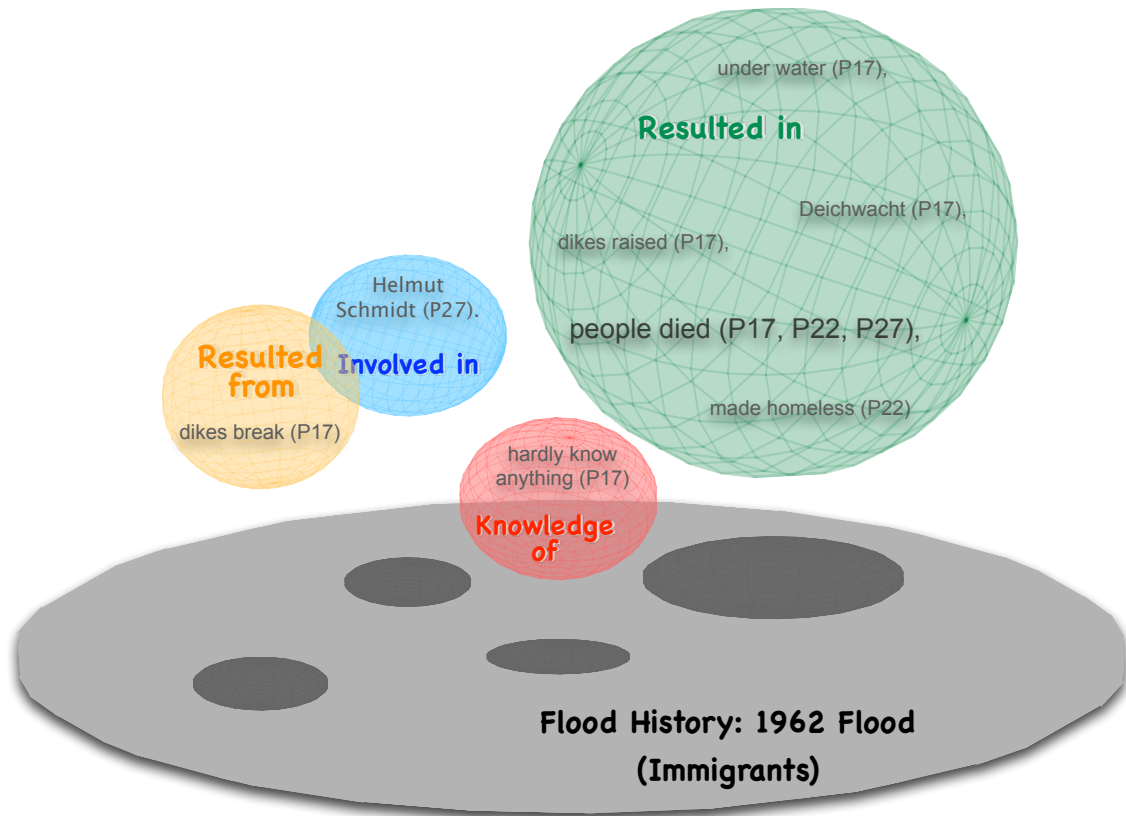 under water (P17),
Resulted in
Deichwacht (P17),
dikes raised (P17),
people died (P17, P22, P27),
made homeless (P22)
Helmut
Schmidt (P27).
Involved in
Resulted
from
dikes break (P17)
hardly know
anything (P17)
Knowledge
of
Flood History: 1962 Flood
(Immigrants)